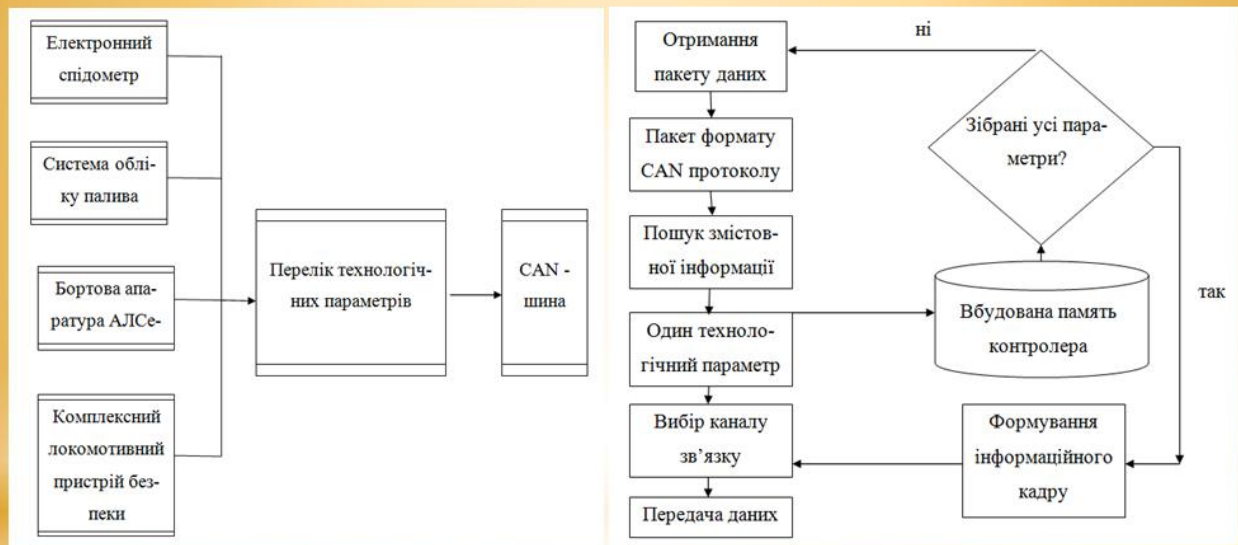 Електронний
спідометр
Система облі-
ку палива
Бортова апа-
ратура АЛСе-
Комплексний
локомотивний
пристрій без-
пеки
Перелік технологіч-
них параметрів
CAN -
шина
Отримання
пакету даних
Пакет формату
CAN протоколу
Пошук змістов-
ної інформації
Один техноло-
гічний параметр
Вибір каналу
зв’язку
Передача даних
ні
Зібрані усі пара-
метри?
Вбудована память
контролера
так
Формування
інформаційного
кадру